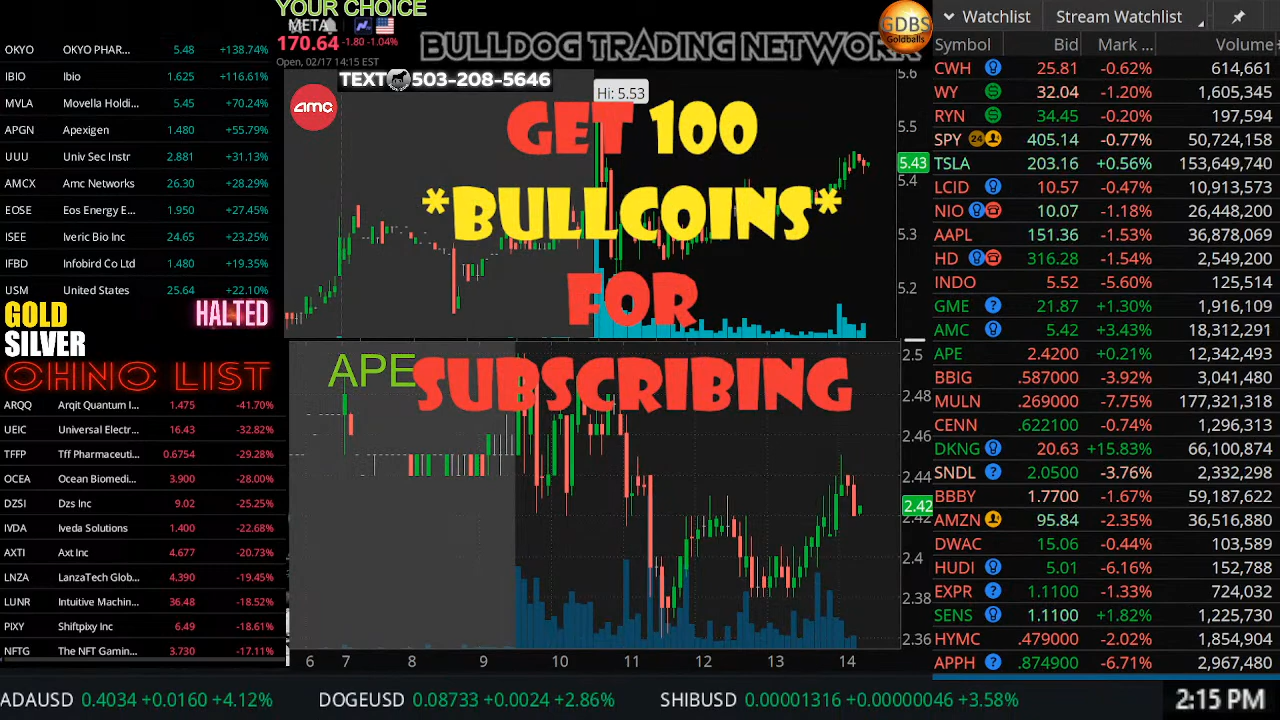 YOUR CHOICE
META
170.64 -1.80 -1.04%
Open, 02/17 14:15 EST
BULLDOG TRADING NETWORK
GDBS
Goldballs
TEXT 503-208-5646
amc
Hi: 5.53
GET 100
*BULLCOINS*
FOR
SUBSCRIBING
5.6
5.5
5.43
5.4
5.3
5.2
APE
2.5
2.48
2.46
2.44
2.42
2.42
2.4
2.38
2.36
6 7 8 9 10 11 12 13 14
OKYO OKYO PHAR... 5.48 +138.74%
IBIO Ibio 1.625 +116.61%
MVLA Movella Holdi... 5.45 +70.24%
APGN Apexigen 1.480 +55.79%
UUU Univ Sec Instr 2.881 +31.13%
AMCX Amc Networks 26.30 +28.29%
EOSE Eos Energy E... 1.950 +27.45%
ISEE Iveric Bio Inc 24.65 +23.25%
IFBD Infobird Co Ltd 1.480 +19.35%
USM United States 25.64 +22.10%
GOLD HALTED
SILVER
OHNO LIST
ARQQ Arqit Quantum I... 1.475 -41.70%
UEIC Universal Electr... 16.43 -32.82%
TFFP Tff Pharmaceuti... 0.6754 -29.28%
OCEA Ocean Biomedi... 3.900 -28.00%
DZSI Dzs Inc 9.02 -25.25%
IVDA Iveda Solutions 1.400 -22.68%
AXTI Axt Inc 4.677 -20.73%
LNZA LanzaTech Glob... 4.390 -19.45%
LUNR Intuitive Machin... 36.48 -18.52%
PIXY Shiftpixy Inc 6.49 -18.61%
NFTG The NFT Gamin... 3.730 -17.11%
Watchlist Stream Watchlist
Symbol Bid Mark ... Volume
CWH 25.81 -0.62% 614,661
WY 32.04 -1.20% 1,605,345
RYN 34.45 -0.20% 197,594
SPY 24 405.14 -0.77% 50,724,158
TSLA 203.16 +0.56% 153,649,740
LCID 10.57 -0.47% 10,913,573
NIO 10.07 -1.18% 26,448,200
AAPL 151.36 -1.53% 36,878,069
HD 316.28 -1.54% 2,549,200
INDO 5.52 -5.60% 125,514
GME ? 21.87 +1.30% 1,916,109
AMC 5.42 +3.43% 18,312,291
APE 2.4200 +0.21% 12,342,493
BBIG .587000 -3.92% 3,041,480
MULN .269000 -7.75% 177,321,318
CENN .622100 -0.74% 1,296,313
DKNG 20.63 +15.83% 66,100,874
SNDL ? 2.0500 -3.76% 2,332,298
BBBY 1.7700 -1.67% 59,187,622
AMZN 95.84 -2.35% 36,516,880
DWAC 15.06 -0.44% 103,589
HUDI 5.01 -6.16% 152,788
EXPR ? 1.1100 -1.33% 724,032
SENS 1.1100 +1.82% 1,225,730
HYMC .479000 -2.02% 1,854,904
APPH ? .874900 -6.71% 2,967,480
ADAUSD 0.4034 +0.0160 +4.12% DOGEUSD 0.08733 +0.0024 +2.86% SHIBUSD 0.00001316 +0.00000046 +3.58% 2:15 PM